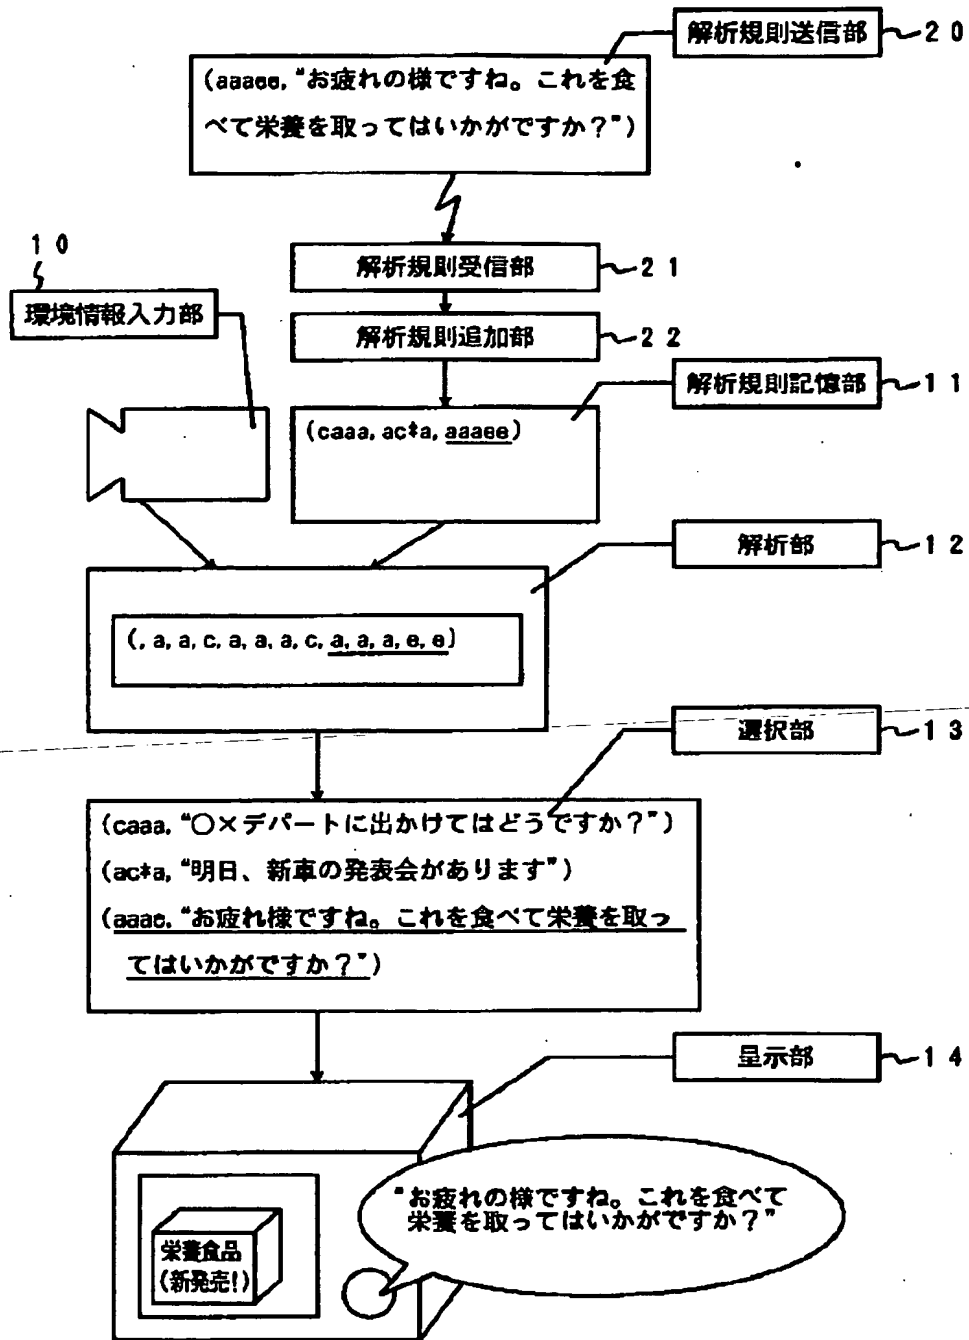 解析規則送信部 20
(aaaee, “お疲れの様ですね。これを食
べて栄養を取ってはいかがですか?”)
10
環境情報入力部
解析規則受信部 21
解析規則追加部 22
解析規則記憶部 11
(caaa, ac*a, aaaee)
解析部 12
(, a, a, c, a, a, a, c, a, a, a, e, e)
選択部 13
(caaa, “〇×デパートに出かけてはどうですか?”)
(ac*a, “明日、新車の発表会があります”)
(aaae, “お疲れ様ですね。これを食べて栄養を取っ
てはいかがですか?”)
呈示部 14
“お疲れの様ですね。これを食べて
栄養を取ってはいかがですか?”
栄養食品
(新発売!)